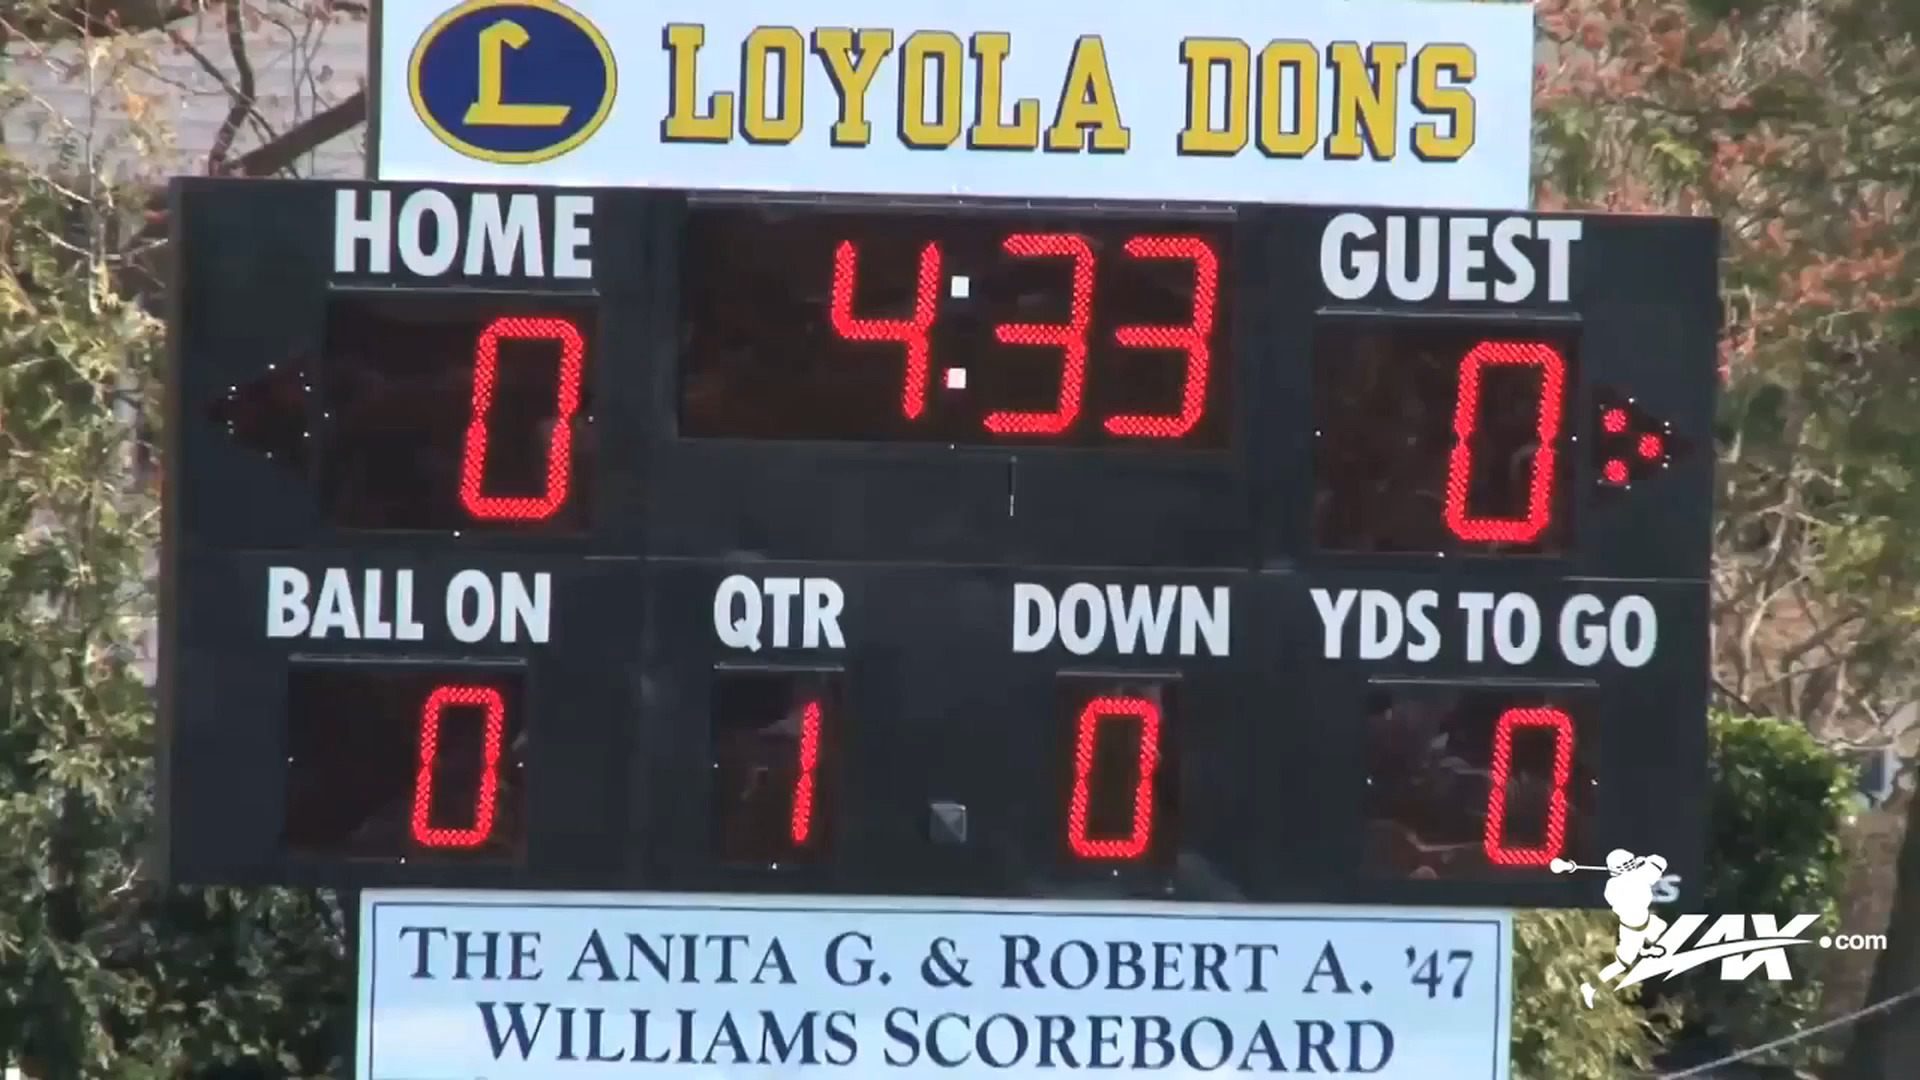 L LOYOLA DONS
HOME 4:33 GUEST
0 0
BALL ON QTR DOWN YDS TO GO
0 1 0 0
LAX.com
THE ANITA G. & ROBERT A. '47
WILLIAMS SCOREBOARD